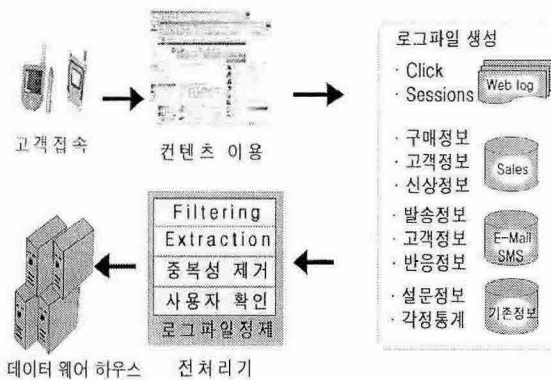 고객접속
컨텐츠 이용
로그파일 생성
· Click
· Sessions
Web log
· 구매정보
· 고객정보
· 신상정보
Sales
· 발송정보
· 고객정보
· 반응정보
E-Mail
SMS
· 설문정보
· 각정통계
기존정보
Filtering
Extraction
중복성 제거
사용자 확인
로그파일정제
전처리기
데이터 웨어 하우스